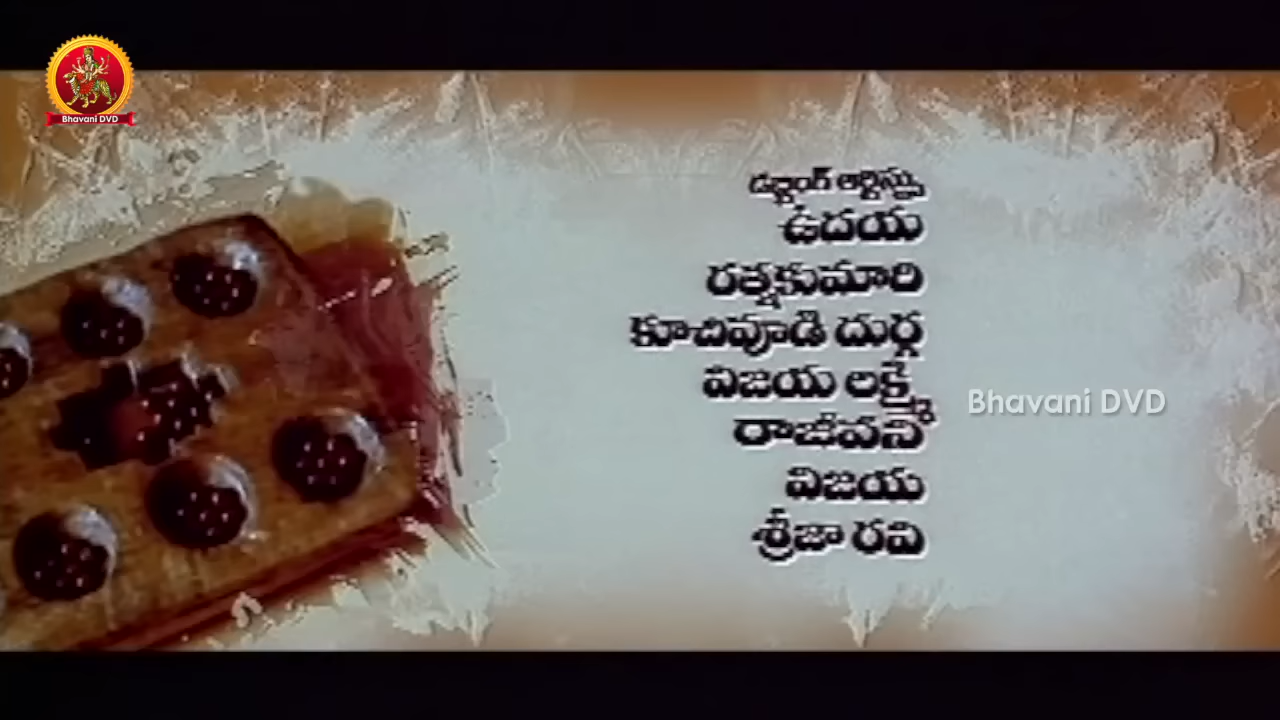 Bhavani DVD
డబ్బింగ్ ఆర్టిస్ట్స్
ఉదయ
రత్నకుమారి
కూచివూడి దుర్గ
విజయ లక్ష్మి
Bhavani DVD
రాజీవని
విజయ
శ్రీజా రవి